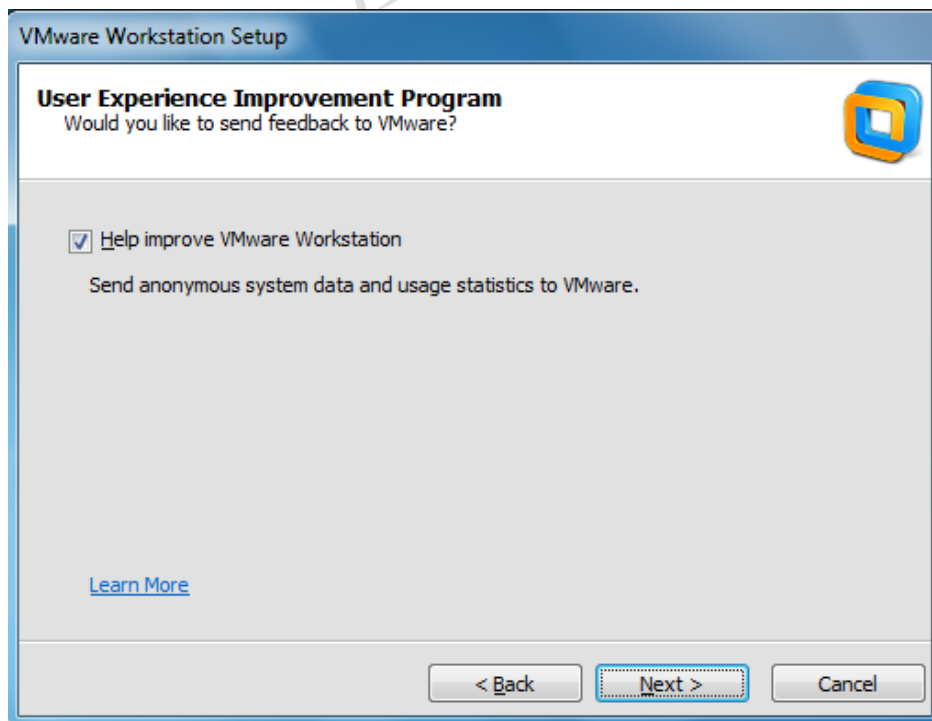 VMware Workstation Setup
User Experience Improvement Program
Would you like to send feedback to VMware?
Help improve VMware Workstation
Send anonymous system data and usage statistics to VMware.
Learn More
< Back Next > Cancel